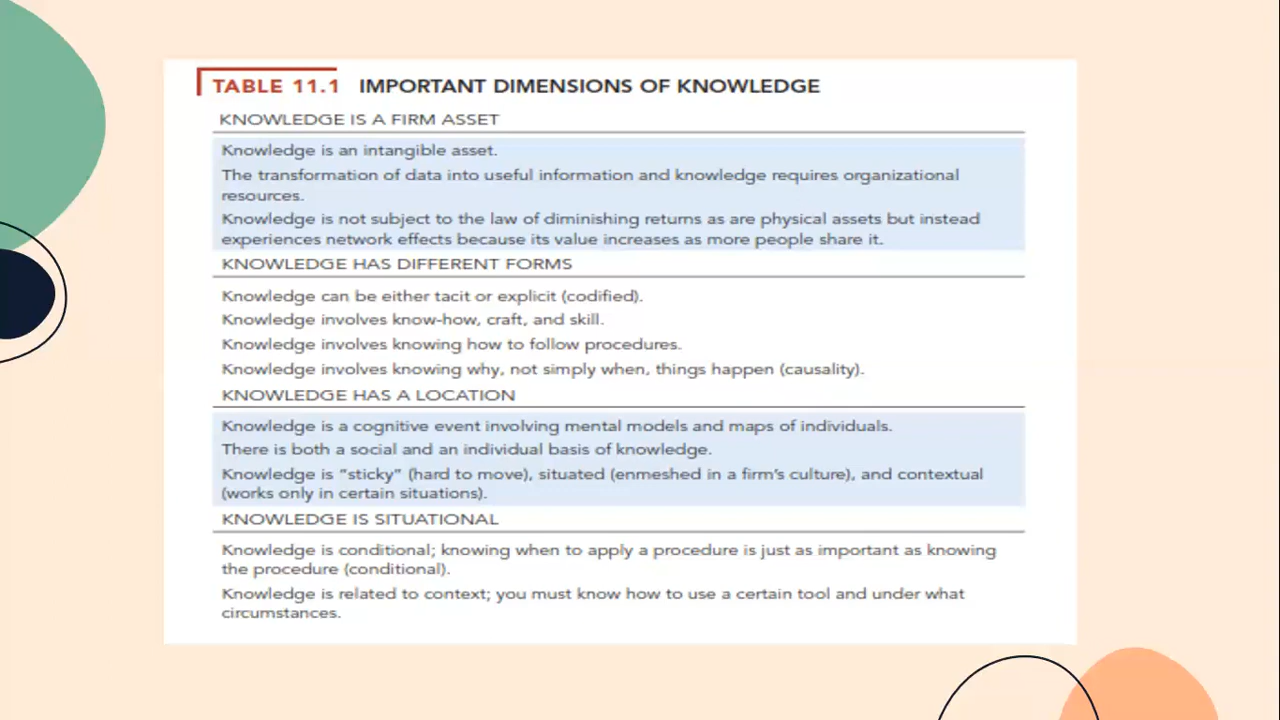 TABLE 11.1 IMPORTANT DIMENSIONS OF KNOWLEDGE
KNOWLEDGE IS A FIRM ASSET
Knowledge is an intangible asset.
The transformation of data into useful information and knowledge requires organizational
resources.
Knowledge is not subject to the law of diminishing returns as are physical assets but instead
experiences network effects because its value increases as more people share it.
KNOWLEDGE HAS DIFFERENT FORMS
Knowledge can be either tacit or explicit (codified).
Knowledge involves know-how, craft, and skill.
Knowledge involves knowing how to follow procedures.
Knowledge involves knowing why, not simply when, things happen (causality).
KNOWLEDGE HAS A LOCATION
Knowledge is a cognitive event involving mental models and maps of individuals.
There is both a social and an individual basis of knowledge.
Knowledge is “sticky” (hard to move), situated (enmeshed in a firm’s culture), and contextual
(works only in certain situations).
KNOWLEDGE IS SITUATIONAL
Knowledge is conditional; knowing when to apply a procedure is just as important as knowing
the procedure (conditional).
Knowledge is related to context; you must know how to use a certain tool and under what
circumstances.